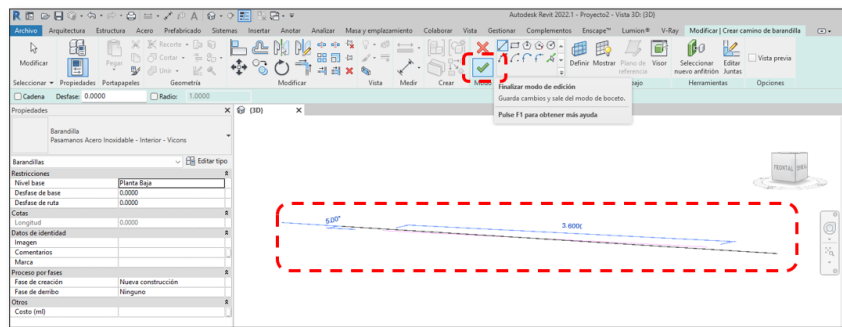 Autodesk Revit 2022.1 - Proyecto2 - Vista 3D: {3D}
Archivo Arquitectura Estructura Acero Prefabricado Sistemas Insertar Anotar Analizar Masa y emplazamiento Colaborar Vista Gestionar Complementos Enscape™ Lumion® V-Ray Modificar | Crear camino de barandilla
Modificar
Pegar
Recorte
Cortar
Unir
Definir Mostrar Plano de referencia Visor
Seleccionar nuevo anfitrión
Editar Juntas
Vista previa
Seleccionar Propiedades Portapapeles Geometría Modificar Vista Medir Crear Modo
Herramientas Opciones
Cadena Desfase: 0.0000 Radio: 1.0000
Finalizar modo de edición
Guarda cambios y sale del modo de boceto.
Pulse F1 para obtener más ayuda
Propiedades
{3D}
Barandilla
Pasamanos Acero Inoxidable - Interior - Vicons
Barandillas
Editar tipo
Restricciones
Nivel base Planta Baja
Desfase de base 0.0000
Desfase de ruta 0.0000
Cotas
Longitud 0.0000
Datos de identidad
Imagen
Comentarios
Marca
Proceso por fases
Fase de creación Nueva construcción
Fase de derribo Ninguno
Otros
Costo (ml)
5.00°
3.600(
FRONTAL